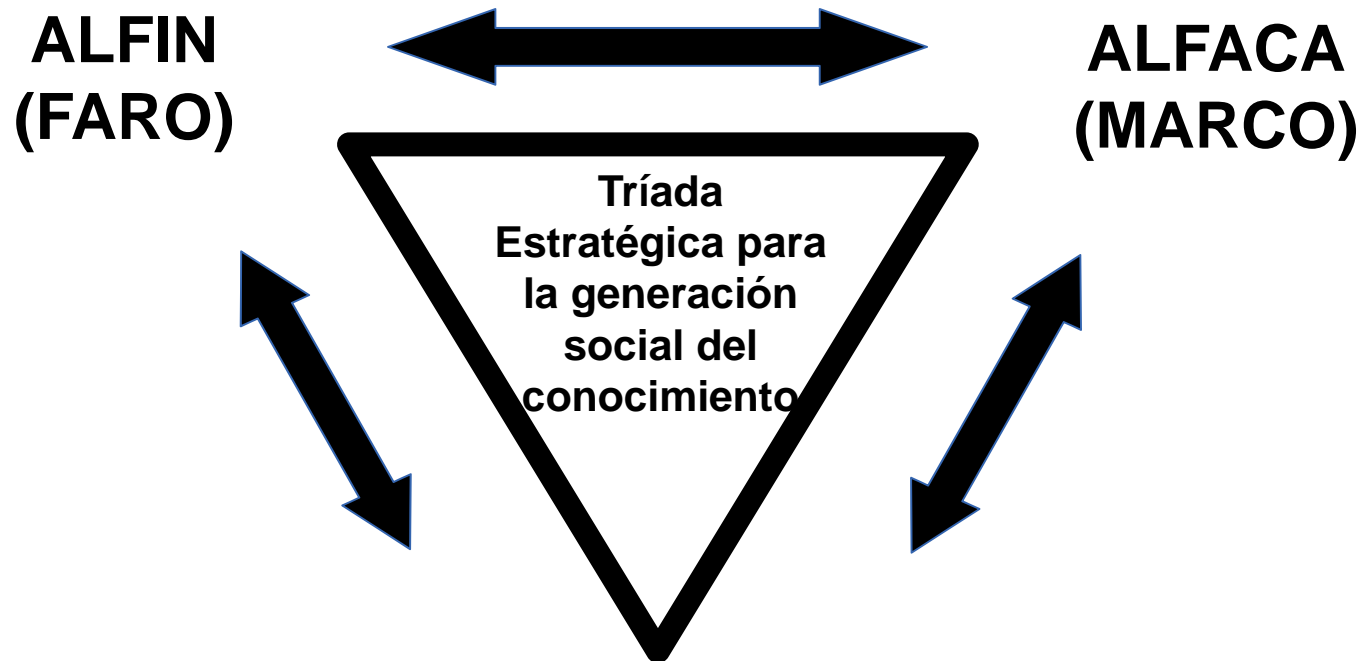 ALFIN
(FARO)
ALFACA
(MARCO)
Tríada
Estratégica para
la generación
social del
conocimiento